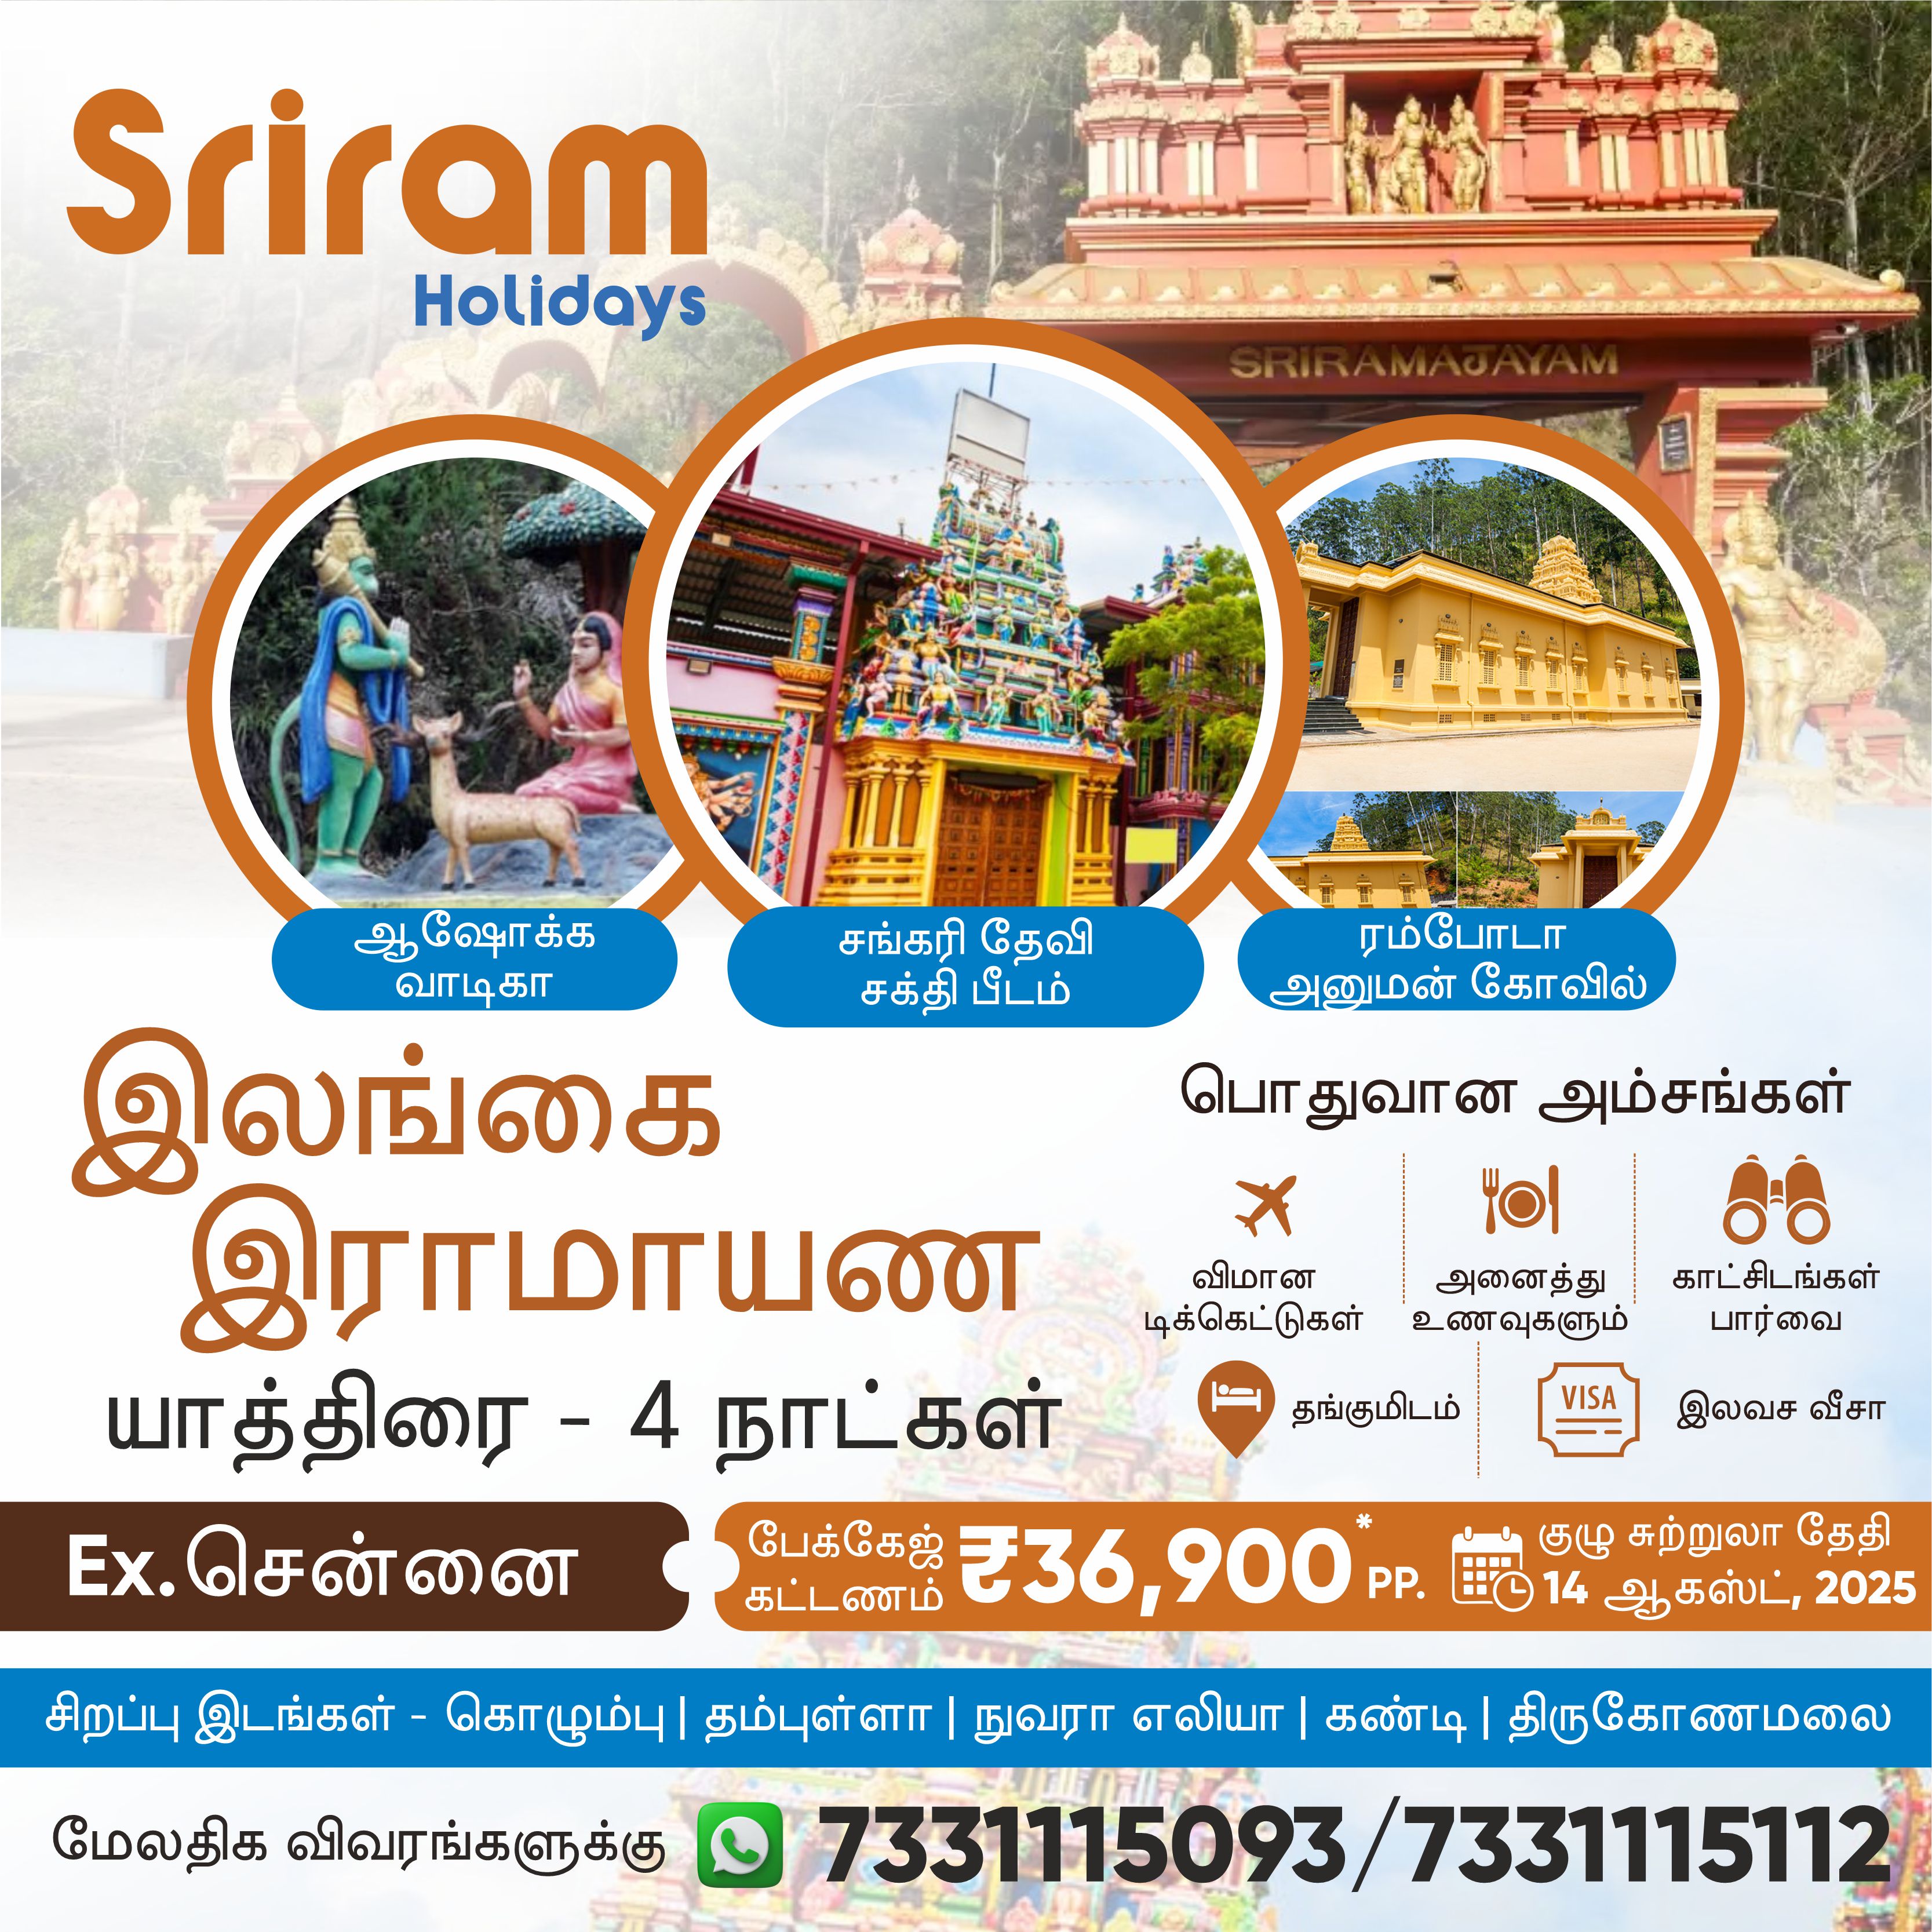 Sriram
Holidays
SRIRAMAJAYAM
ஆஷோக்க
வாடிகா
சங்கரி தேவி
சக்தி பீடம்
ரம்போடா
அனுமன் கோவில்
இலங்கை
இராமாயண
யாத்திரை - 4 நாட்கள்
பொதுவான அம்சங்கள்
விமான
டிக்கெட்டுகள்
அனைத்து
உணவுகளும்
காட்சிடங்கள்
பார்வை
தங்குமிடம்
VISA
இலவச வீசா
Ex.சென்னை
பேக்கேஜ்
கட்டணம்
₹36,900* PP.
குழு சுற்றுலா தேதி
14 ஆகஸ்ட், 2025
சிறப்பு இடங்கள் - கொழும்பு | தம்புள்ளா | நுவரா எலியா | கண்டி | திருகோணமலை
மேலதிக விவரங்களுக்கு 7331115093/7331115112